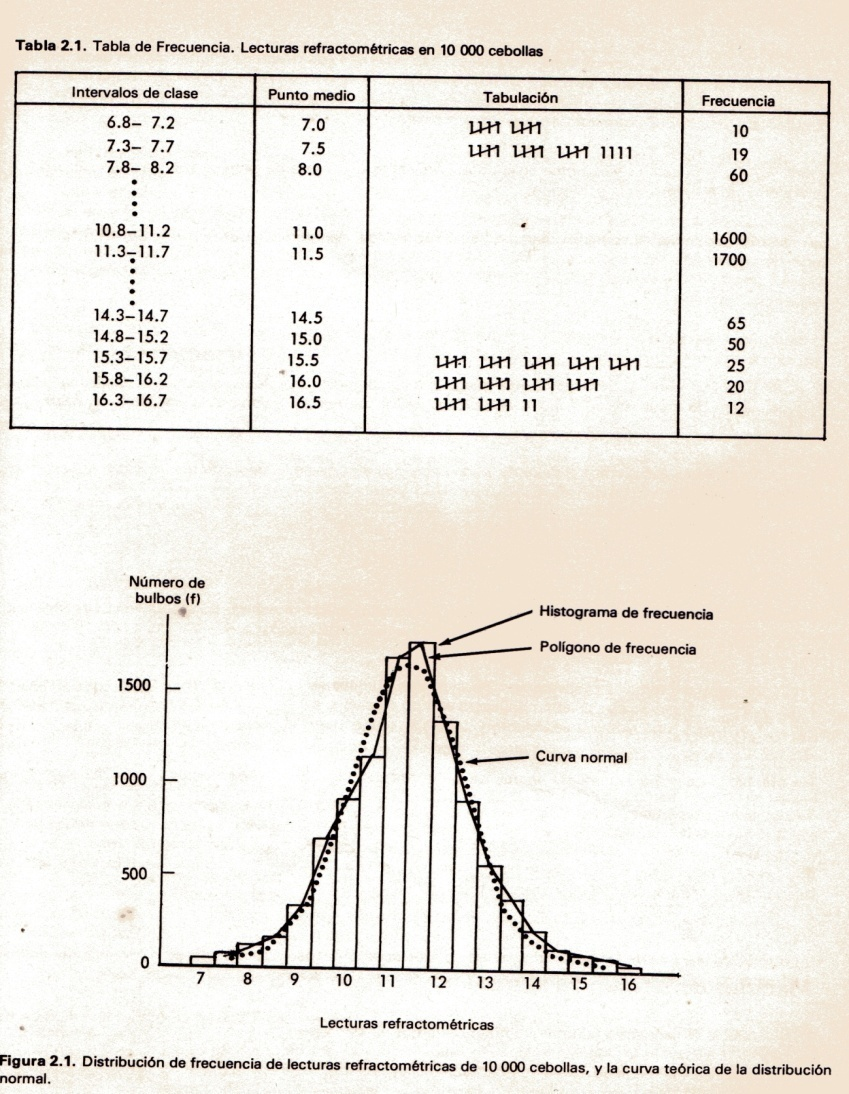 Tabla 2.1. Tabla de Frecuencia. Lecturas refractométricas en 10 000 cebollas
Intervalos de clase Punto medio Tabulación Frecuencia
6.8– 7.2 7.0 10
7.3– 7.7 7.5 1111 19
7.8– 8.2 8.0 60
10.8–11.2 11.0 1600
11.3–11.7 11.5 1700
14.3–14.7 14.5 65
14.8–15.2 15.0 50
15.3–15.7 15.5 25
15.8–16.2 16.0 20
16.3–16.7 16.5 11 12
Número de
bulbos (f)
Histograma de frecuencia
Polígono de frecuencia
1500
Curva normal
1000
500
0
7 8 9 10 11 12 13 14 15 16
Lecturas refractométricas
Figura 2.1. Distribución de frecuencia de lecturas refractométricas de 10 000 cebollas, y la curva teórica de la distribución
normal.